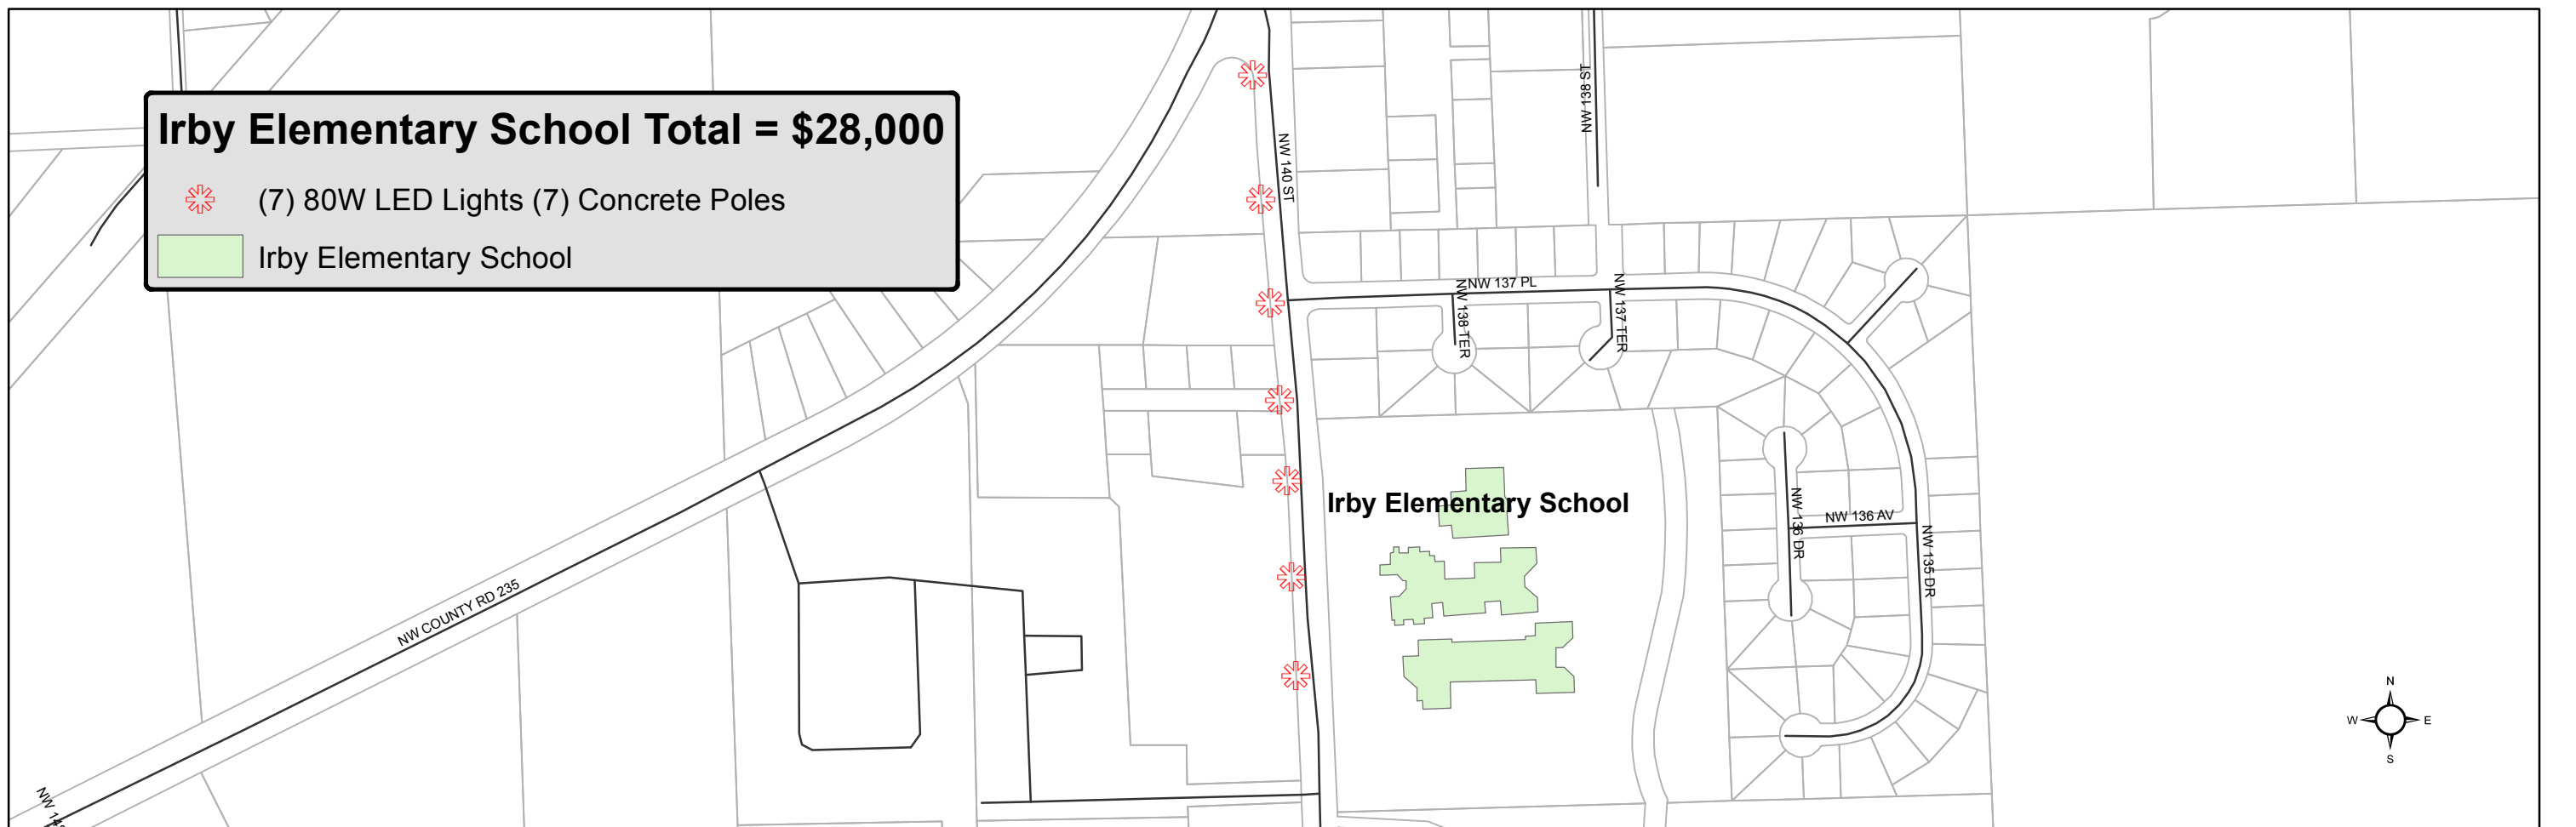 Irby Elementary School Total = $28,000
(7) 80W LED Lights (7) Concrete Poles
Irby Elementary School
NW 140 ST
NW 138 ST
NW 137 PL
NW 138 TER
NW 137 TER
Irby Elementary School
NW 136 DR
NW 136 AV
NW 135 DR
NW COUNTY RD 235
N
W
E
S
NW